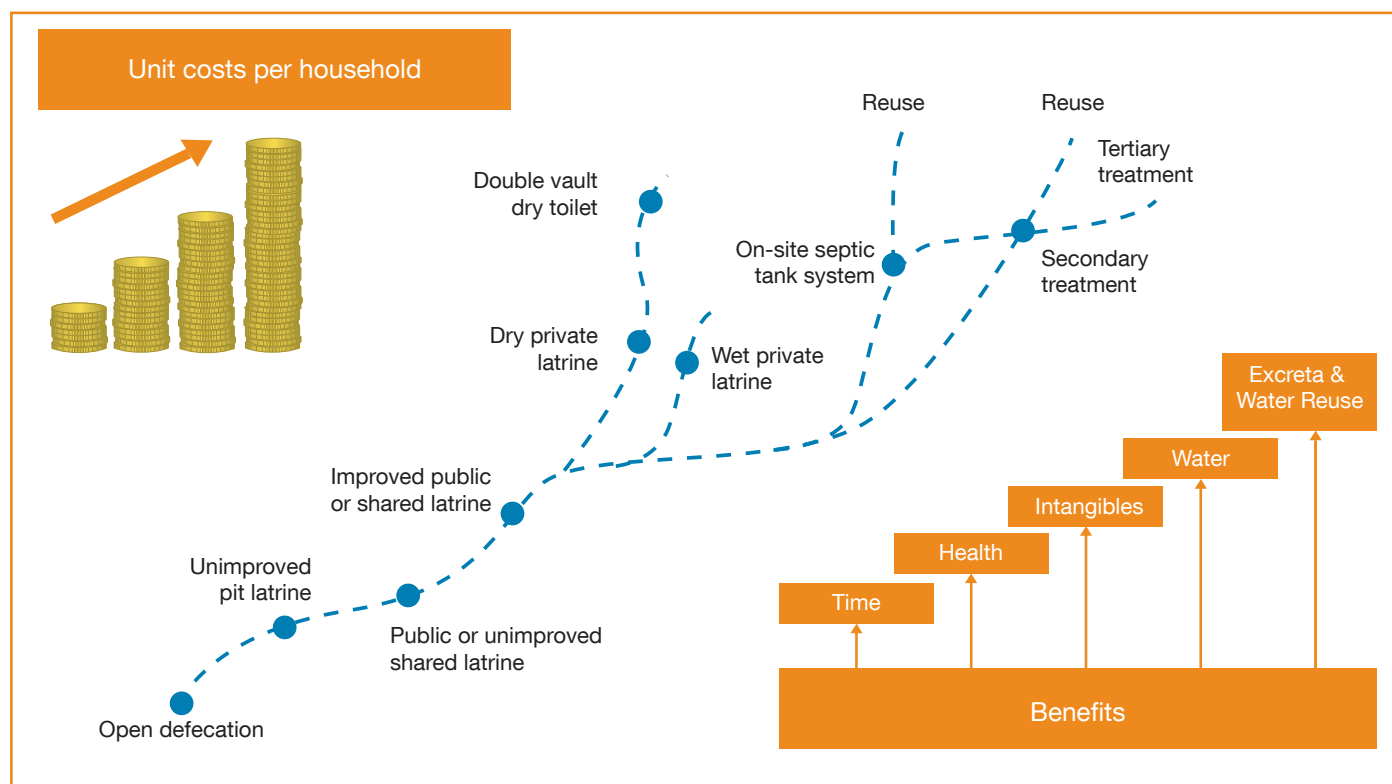 Unit costs per household
Reuse
Reuse
Tertiary
treatment
Double vault
dry toilet
On-site septic
tank system
Secondary
treatment
Dry private
latrine
Wet private
latrine
Improved public
or shared latrine
Unimproved
pit latrine
Public or unimproved
shared latrine
Open defecation
Excreta &
Water Reuse
Water
Intangibles
Health
Time
Benefits